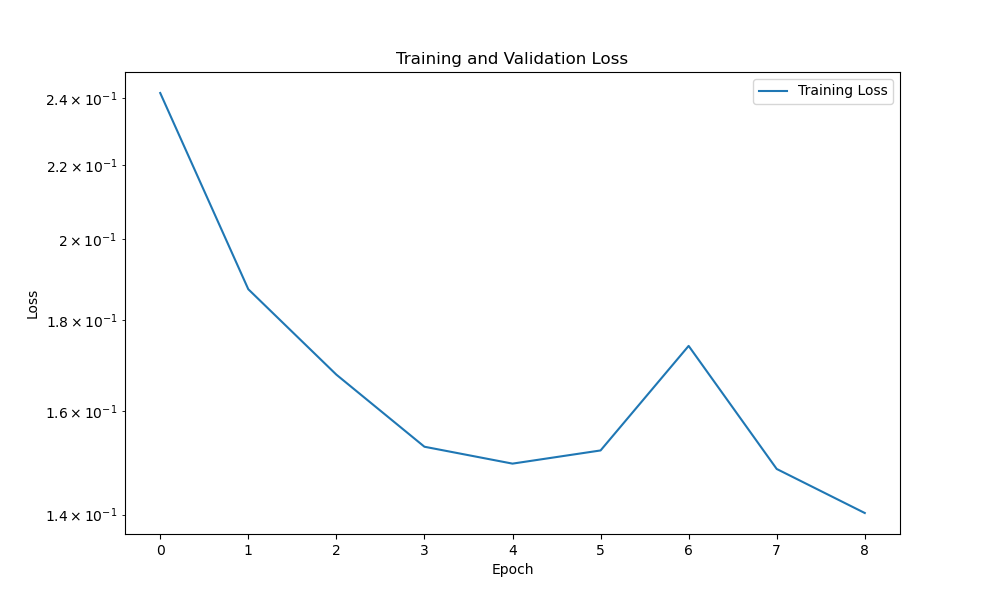 Training and Validation Loss
Training Loss
2.4 × 10⁻¹
2.2 × 10⁻¹
2 × 10⁻¹
1.8 × 10⁻¹
1.6 × 10⁻¹
1.4 × 10⁻¹
Loss
0 1 2 3 4 5 6 7 8
Epoch